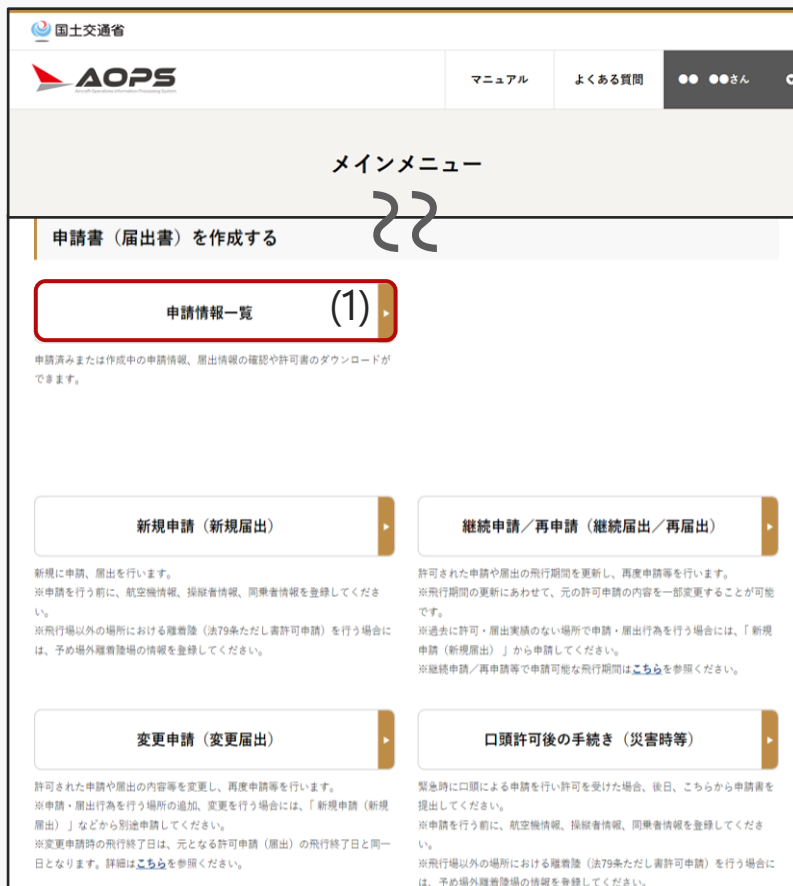 国土交通省
AOPS
Aircraft Operations Information Processing System
マニュアル
よくある質問
●● ●●さん
メインメニュー
申請書（届出書）を作成する
申請情報一覧
(1)
申請済みまたは作成中の申請情報、届出情報の確認や許可書のダウンロードが
できます。
新規申請（新規届出）
新規に申請、届出を行います。
※申請を行う前に、航空機情報、操縦者情報、同乗者情報を登録してくださ
い。
※飛行場以外の場所における離着陸（法79条ただし書許可申請）を行う場合に
は、予め場外離着陸場の情報を登録してください。
継続申請／再申請（継続届出／再届出）
許可された申請や届出の飛行期間を更新し、再度申請等を行います。
※飛行期間の更新にあわせて、元の許可申請の内容を一部変更することが可能
です。
※過去に許可・届出実績のない場所で申請・届出行為を行う場合には、「 新規
申請（新規届出） 」から申請してください。
※継続申請／再申請等で申請可能な飛行期間はこちらを参照ください。
変更申請（変更届出）
許可された申請や届出の内容等を変更し、再度申請等を行います。
※申請・届出行為を行う場所の追加、変更を行う場合には、「 新規申請（新規
届出） 」などから別途申請してください。
※変更申請時の飛行終了日は、元となる許可申請（届出）の飛行終了日と同一
日となります。詳細はこちらを参照ください。
口頭許可後の手続き（災害時等）
緊急時に口頭による申請を行い許可を受けた場合、後日、こちらから申請書を
提出してください。
※申請を行う前に、航空機情報、操縦者情報、同乗者情報を登録してくださ
い。
※飛行場以外の場所における離着陸（法79条ただし書許可申請）を行う場合に
は、予め場外離着陸場の情報を登録してください。